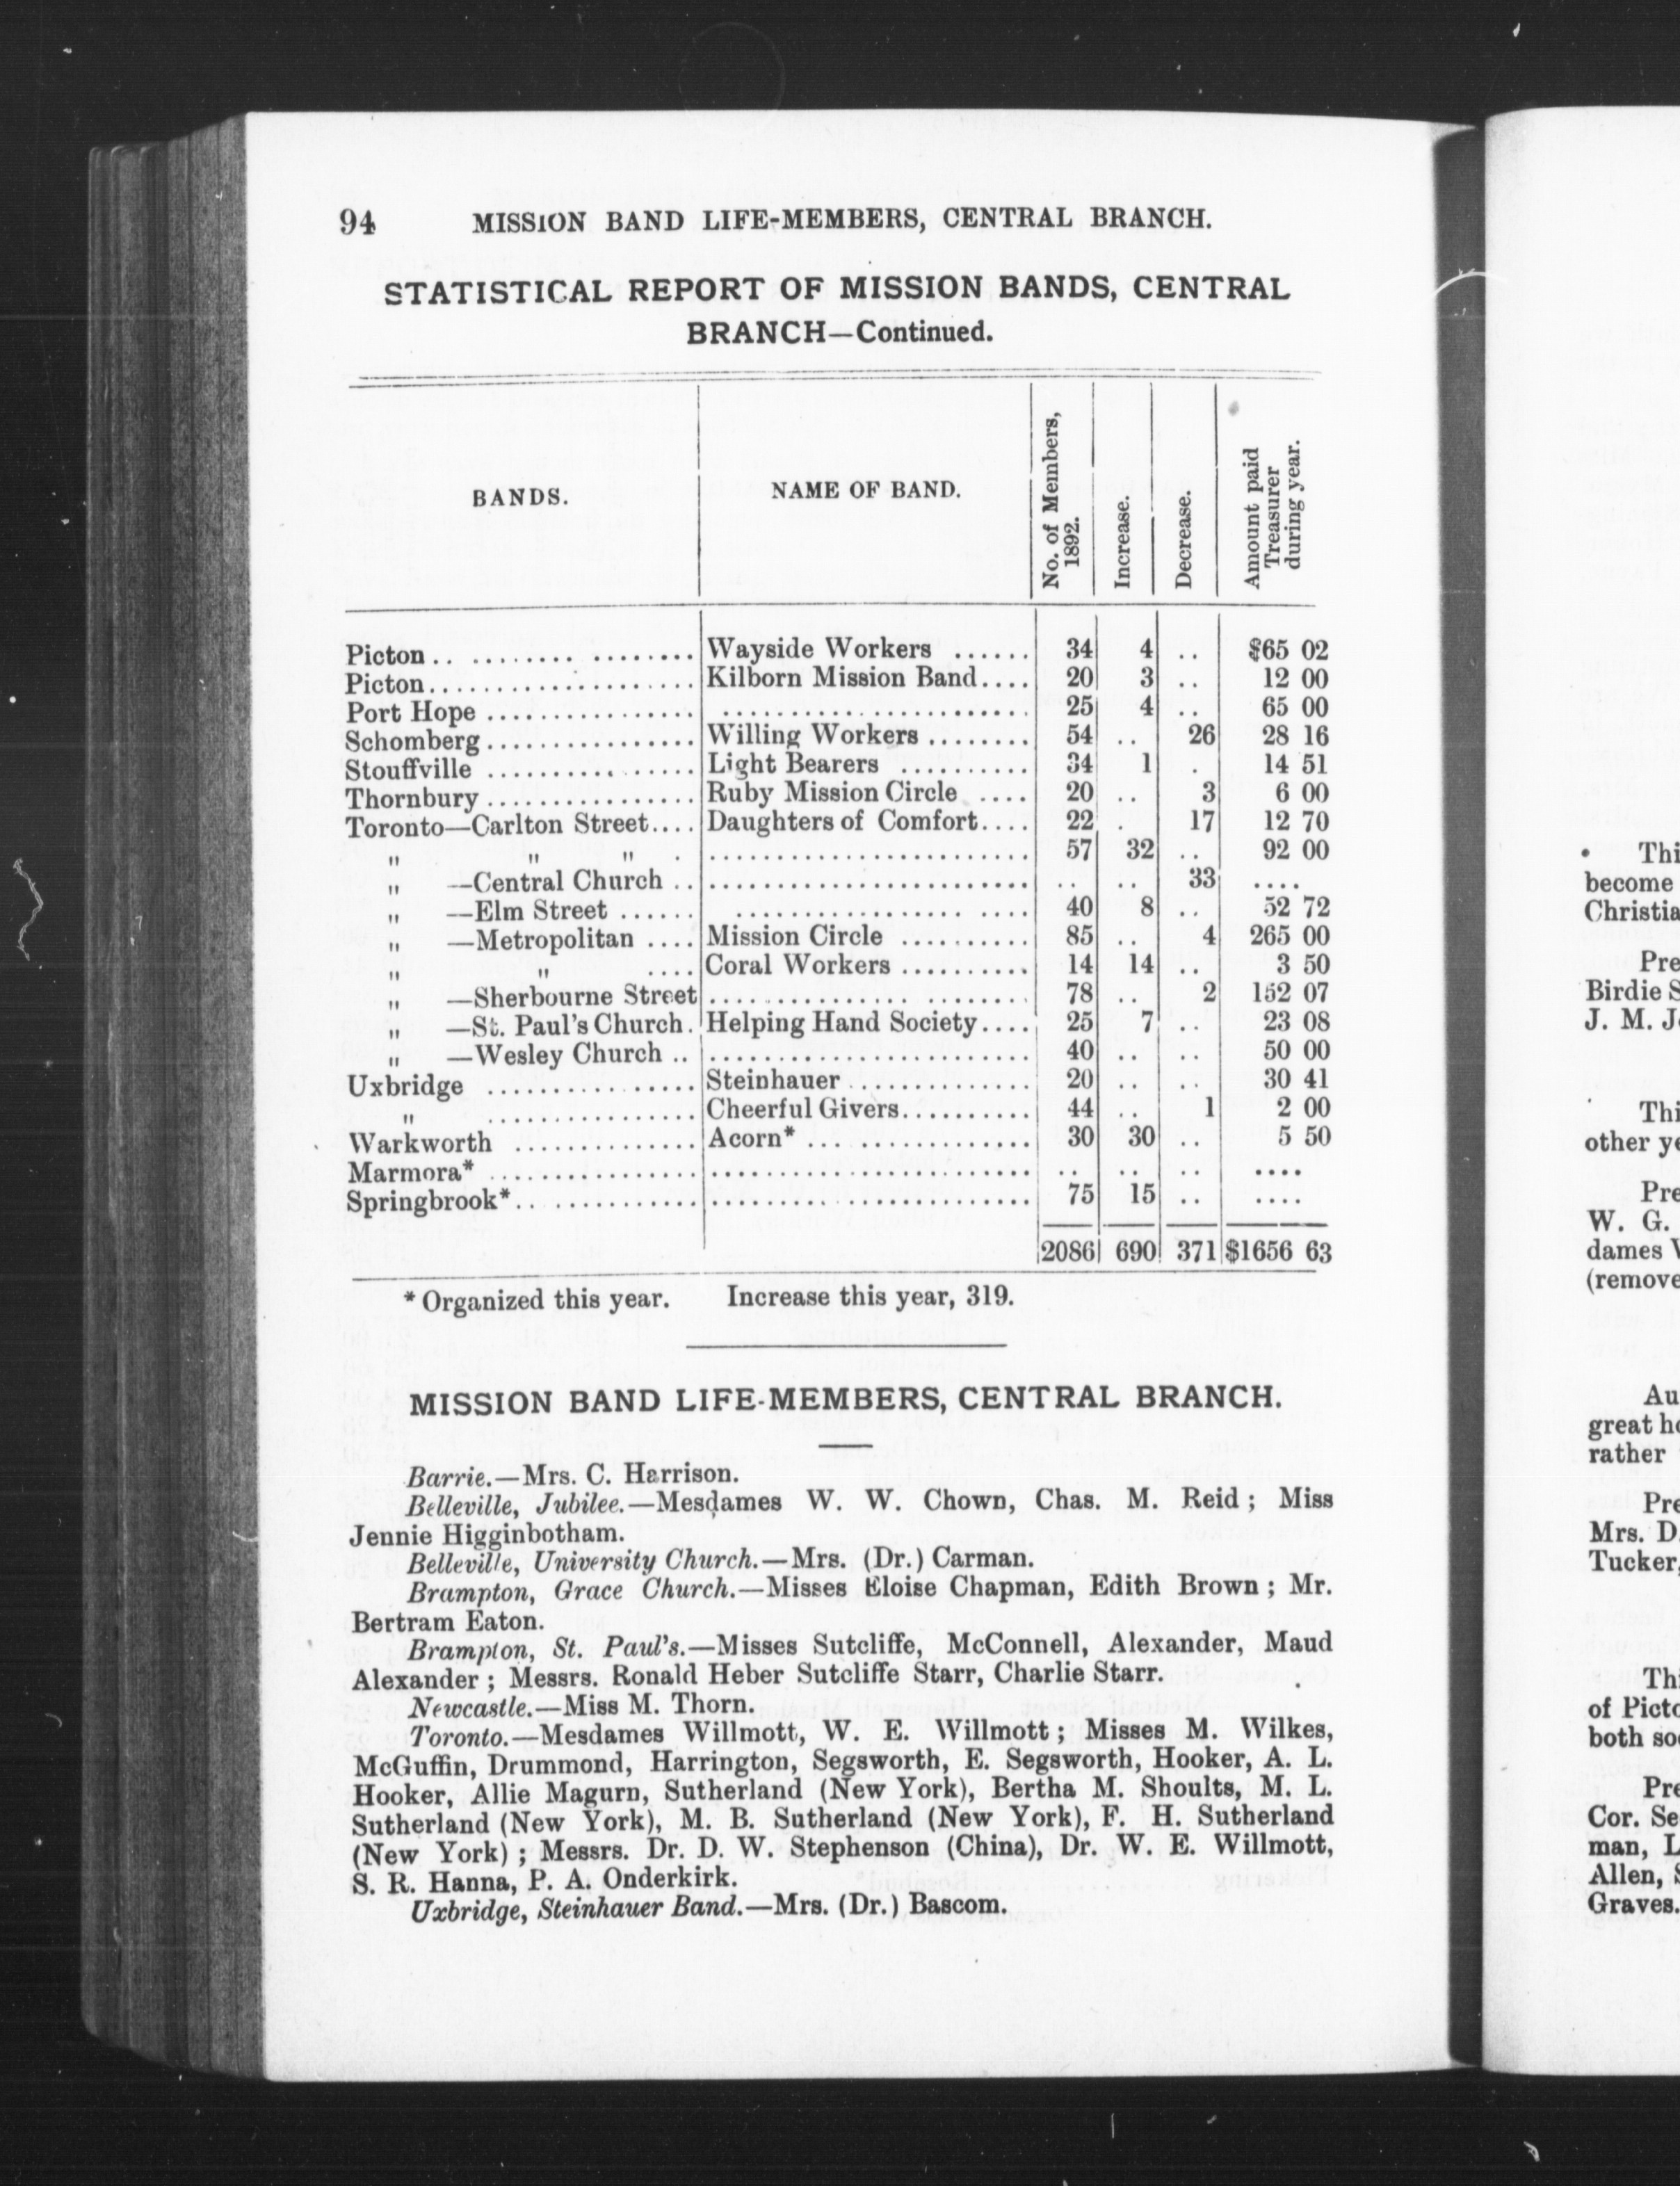 94 MISSION BAND LIFE-MEMBERS, CENTRAL BRANCH.
STATISTICAL REPORT OF MISSION BANDS, CENTRAL
BRANCH—Continued.
BANDS. NAME OF BAND. No. of Members, 1892. Increase. Decrease. Amount paid Treasurer during year.
Picton.. ........ ........ Wayside Workers ...... 34 4 .. $65 02
Picton.................... Kilborn Mission Band.... 20 3 .. 12 00
Port Hope ................ ........................ 25 4 .. 65 00
Schomberg................ Willing Workers ........ 54 .. 26 28 16
Stouffville ................ Light Bearers .......... 34 1 . 14 51
Thornbury................ Ruby Mission Circle .... 20 .. 3 6 00
Toronto—Carlton Street.... Daughters of Comfort.... 22 . 17 12 70
" " " . ........................ 57 32 .. 92 00
" —Central Church .. ........................ .. .. 33 ....
" —Elm Street ...... ................... .... 40 8 .. 52 72
" —Metropolitan .... Mission Circle .......... 85 .. 4 265 00
" " .... Coral Workers .......... 14 14 .. 3 50
" —Sherbourne Street ............... ........ 78 .. 2 152 07
" —St. Paul's Church. Helping Hand Society.... 25 7 .. 23 08
" —Wesley Church .. ........................ 40 .. .. 50 00
Uxbridge ................ Steinhauer .............. 20 .. .. 30 41
" ................ Cheerful Givers.......... 44 .. 1 2 00
Warkworth .............. Acorn* ... .............. 30 30 .. 5 50
Marmora* ................ ........................ .. .. .. ....
Springbrook*.. ............ ........................ 75 15 .. ....
2086 690 371 $1656 63
* Organized this year. Increase this year, 319.
MISSION BAND LIFE-MEMBERS, CENTRAL BRANCH.
Barrie.—Mrs. C. Harrison.
Belleville, Jubilee.—Mesdames W. W. Chown, Chas. M. Reid; Miss
Jennie Higginbotham.
Belleville, University Church.—Mrs. (Dr.) Carman.
Brampton, Grace Church.—Misses Eloise Chapman, Edith Brown; Mr.
Bertram Eaton.
Brampton, St. Paul's.—Misses Sutcliffe, McConnell, Alexander, Maud
Alexander; Messrs. Ronald Heber Sutcliffe Starr, Charlie Starr.
Newcastle.—Miss M. Thorn.
Toronto.—Mesdames Willmott, W. E. Willmott; Misses M. Wilkes,
McGuffin, Drummond, Harrington, Segsworth, E. Segsworth, Hooker, A. L.
Hooker, Allie Magurn, Sutherland (New York), Bertha M. Shoults, M. L.
Sutherland (New York), M. B. Sutherland (New York), F. H. Sutherland
(New York); Messrs. Dr. D. W. Stephenson (China), Dr. W. E. Willmott,
S. R. Hanna, P. A. Onderkirk.
Uxbridge, Steinhauer Band.—Mrs. (Dr.) Bascom.
become
other
great
rather
Mrs. D.
Tucker,
of
both
Cor.
Allen,
Graves.